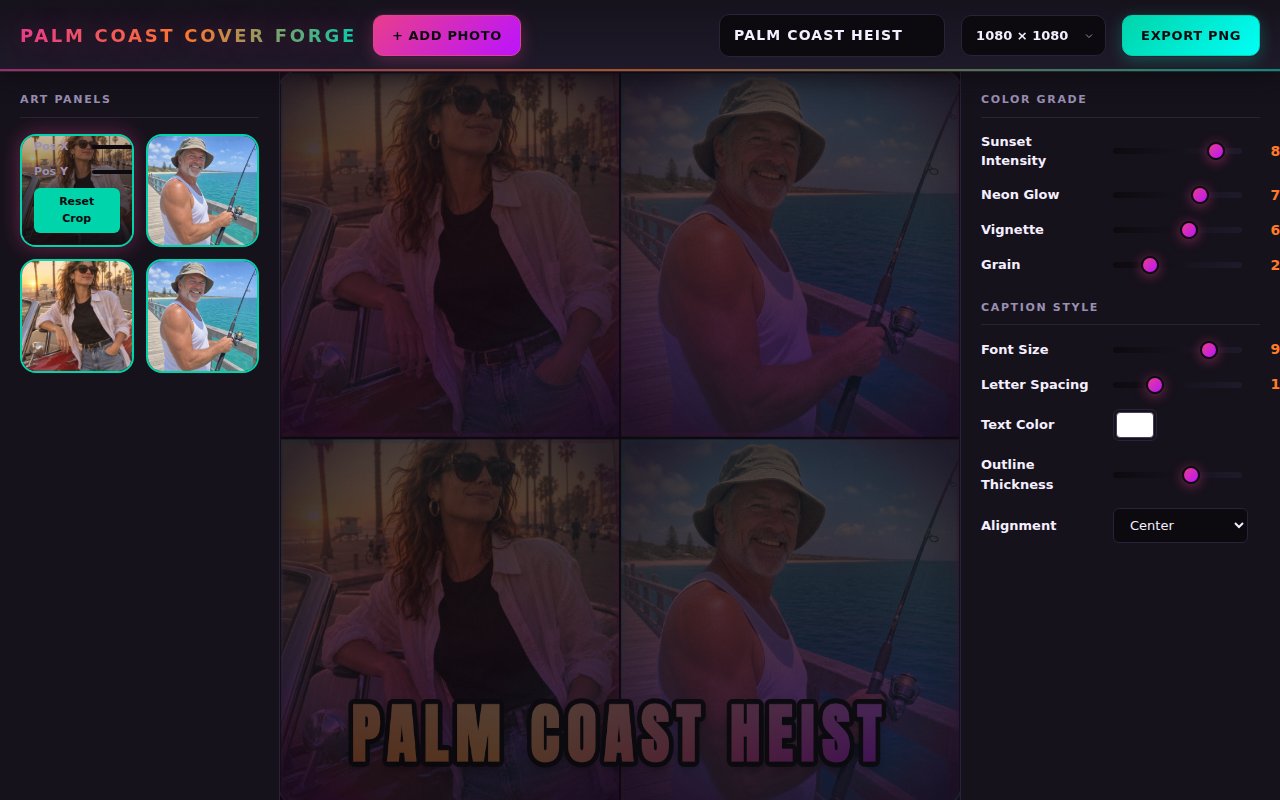 PALM COAST COVER FORGE
+ ADD PHOTO
PALM COAST HEIST
1080 × 1080
EXPORT PNG
ART PANELS
Pos X
Pos Y
Reset
Crop
PALM COAST HEIST
COLOR GRADE
Sunset
Intensity
8
Neon Glow
7
Vignette
6
Grain
2
CAPTION STYLE
Font Size
9
Letter Spacing
1
Text Color
Outline
Thickness
Alignment
Center